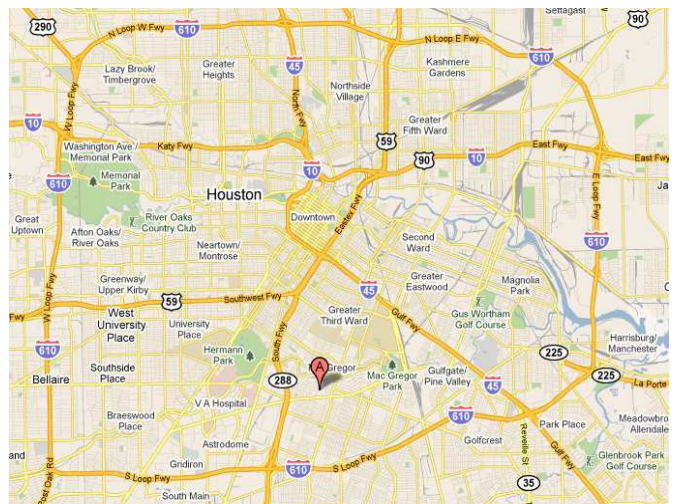 Settagast
290
90
N Loop W Fwy
610
N Loop E Fwy
45
610
Lazy Brook/
Timbergrove
Greater
Heights
Kashmere
Gardens
Northside
Village
W Loop Fwy
North Fwy
10
Greater
Fifth Ward
Washington Ave./
Memorial Park
Katy Fwy
59
90
10
East Fwy
East Fwy
10
610
Memorial
Park
Houston
E Loop Fwy
Great
Uptown
River Oaks
Country Club
Downtown
Eastex Fwy
Afton Oaks/
River Oaks
Neartown/
Montrose
Second
Ward
610
Greenway/
Upper Kirby
Greater
Eastwood
Magnolia
Park
59
Southwest Fwy
45
W Loop Fwy
West
University
Place
University
Place
South Fwy
Greater
Third Ward
Gulf Fwy
Gus Wortham
Golf Course
Harrisburg/
Manchester
610
Hermann
Park
225
Bellaire
Southside
Place
288
A
Mac Gregor
Park
Gulfgate/
Pine Valley
45
225
La Porte
V A Hospital
Braeswood
Place
Meadowbro
Allendale
Park Place
Astrodome
Golfcrest
Reveille St
Gulf Fwy
Glenbrook Park
Golf Course
Post Oak Rd
Gridiron
S Loop Fwy
610
S Loop Fwy
35
South Main